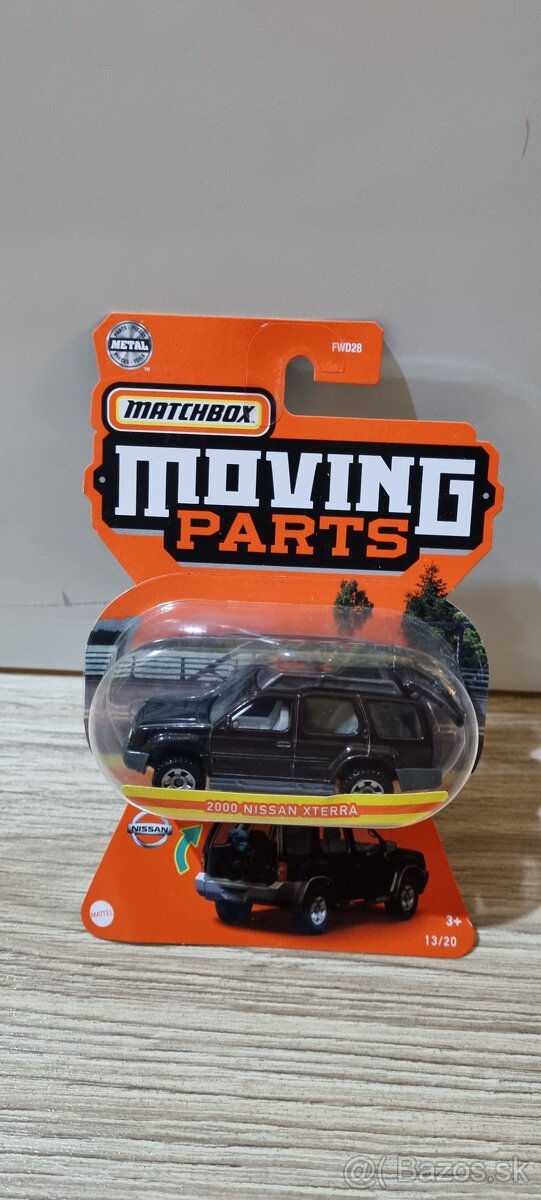 METAL
FWD28
MATCHBOX
MOVING
PARTS
2000 NISSAN XTERRA
NISSAN
MATTEL
3+
13/20
@( Bazos.sk